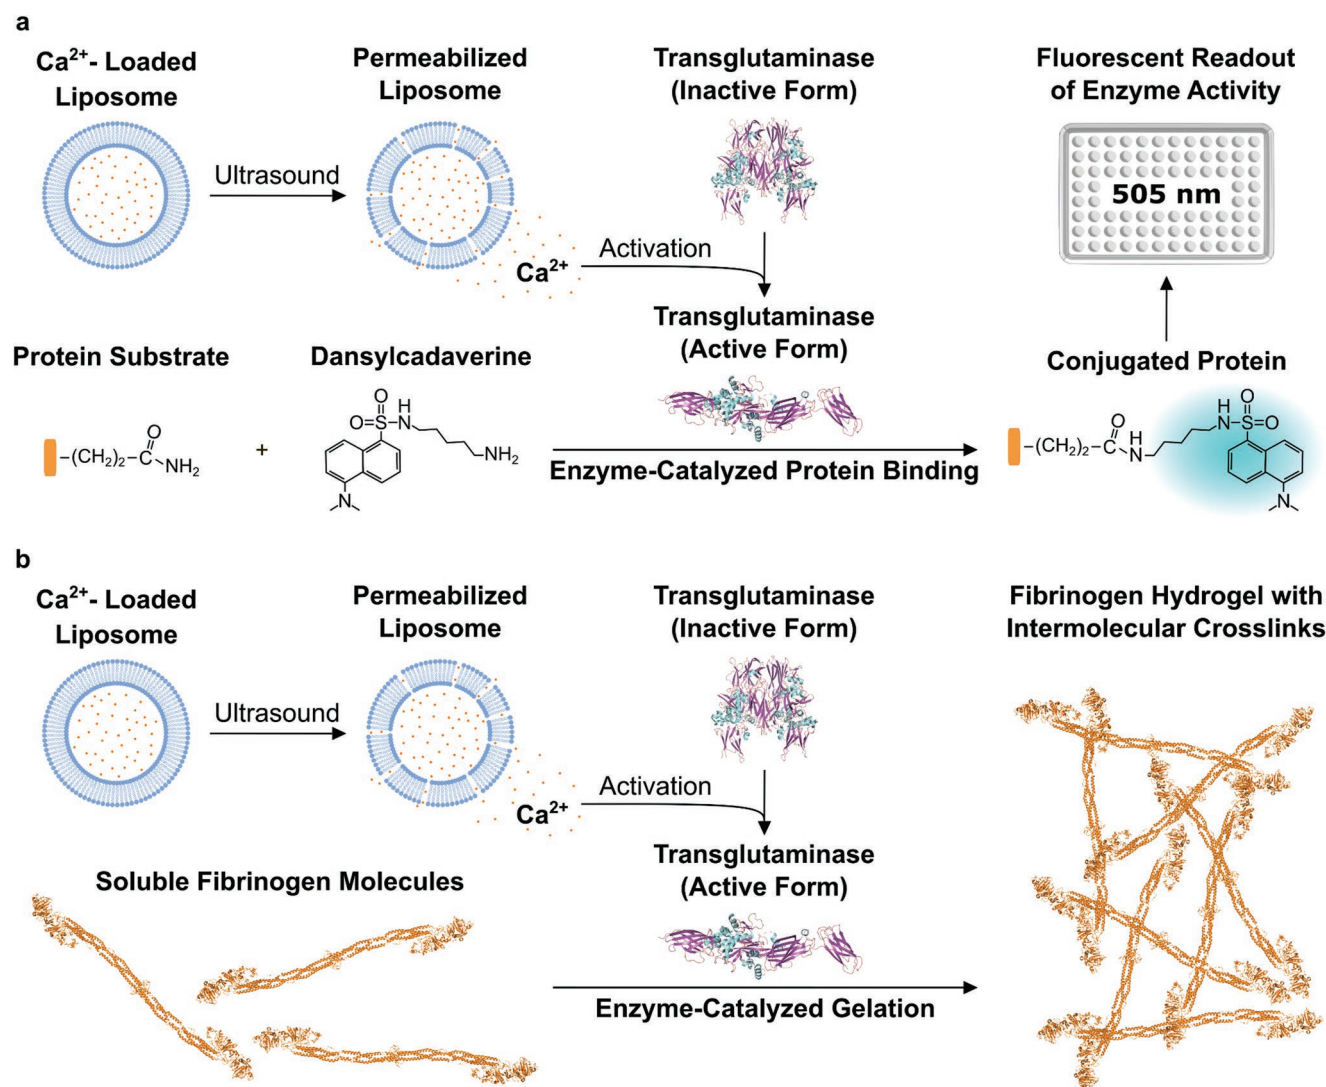 a
Ca²⁺- Loaded
Liposome
Permeabilized
Liposome
Transglutaminase
(Inactive Form)
Fluorescent Readout
of Enzyme Activity
Ultrasound
505 nm
Activation
Ca²⁺
Transglutaminase
(Active Form)
Protein Substrate
Dansylcadaverine
Conjugated Protein
-(CH₂)₂-C
O
NH₂
+
O
O=S-N
H
NH₂
N
Enzyme-Catalyzed Protein Binding
-(CH₂)₂-C
O
N
H
H
N-S=O
O
N
b
Ca²⁺- Loaded
Liposome
Permeabilized
Liposome
Transglutaminase
(Inactive Form)
Fibrinogen Hydrogel with
Intermolecular Crosslinks
Ultrasound
Activation
Ca²⁺
Transglutaminase
(Active Form)
Soluble Fibrinogen Molecules
Enzyme-Catalyzed Gelation